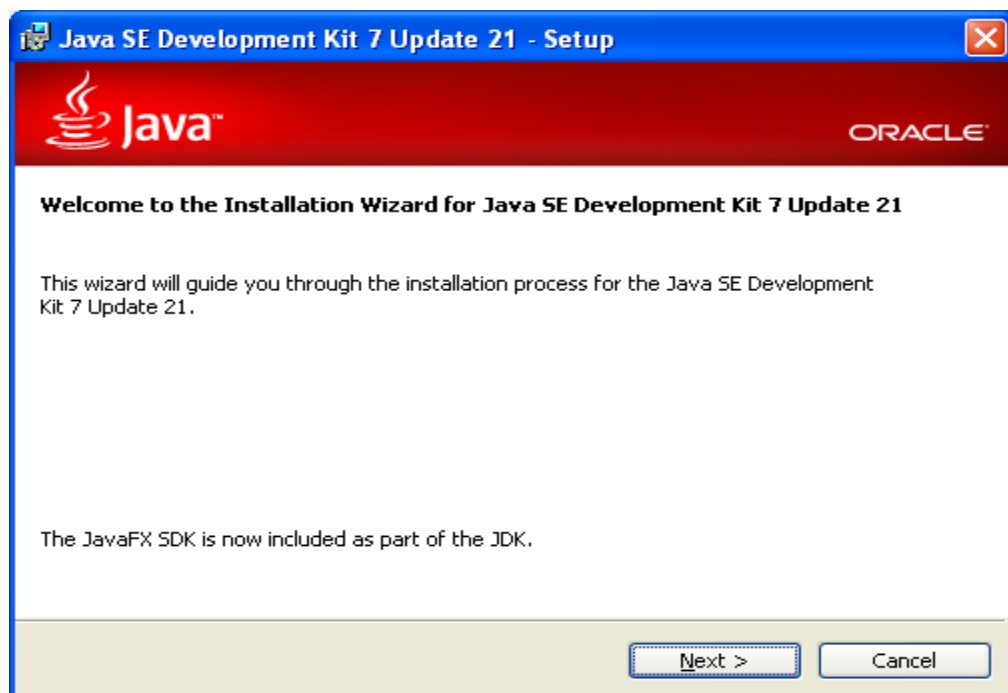 Java SE Development Kit 7 Update 21 - Setup
Java™
ORACLE
Welcome to the Installation Wizard for Java SE Development Kit 7 Update 21
This wizard will guide you through the installation process for the Java SE Development
Kit 7 Update 21.
The JavaFX SDK is now included as part of the JDK.
Next >
Cancel